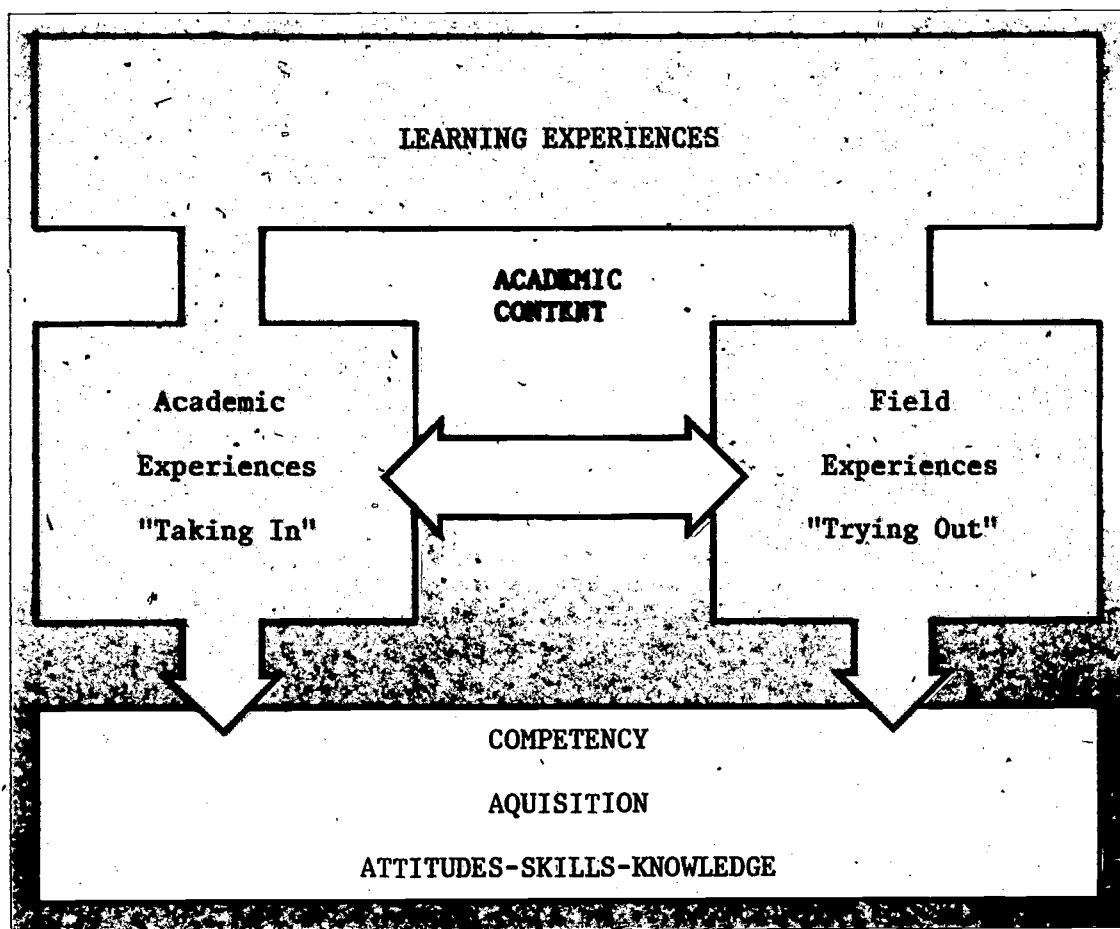 LEARNING EXPERIENCES
ACADEMIC
CONTENT
Academic
Experiences
"Taking In"
Field
Experiences
"Trying Out"
COMPETENCY
AQUISITION
ATTITUDES-SKILLS-KNOWLEDGE